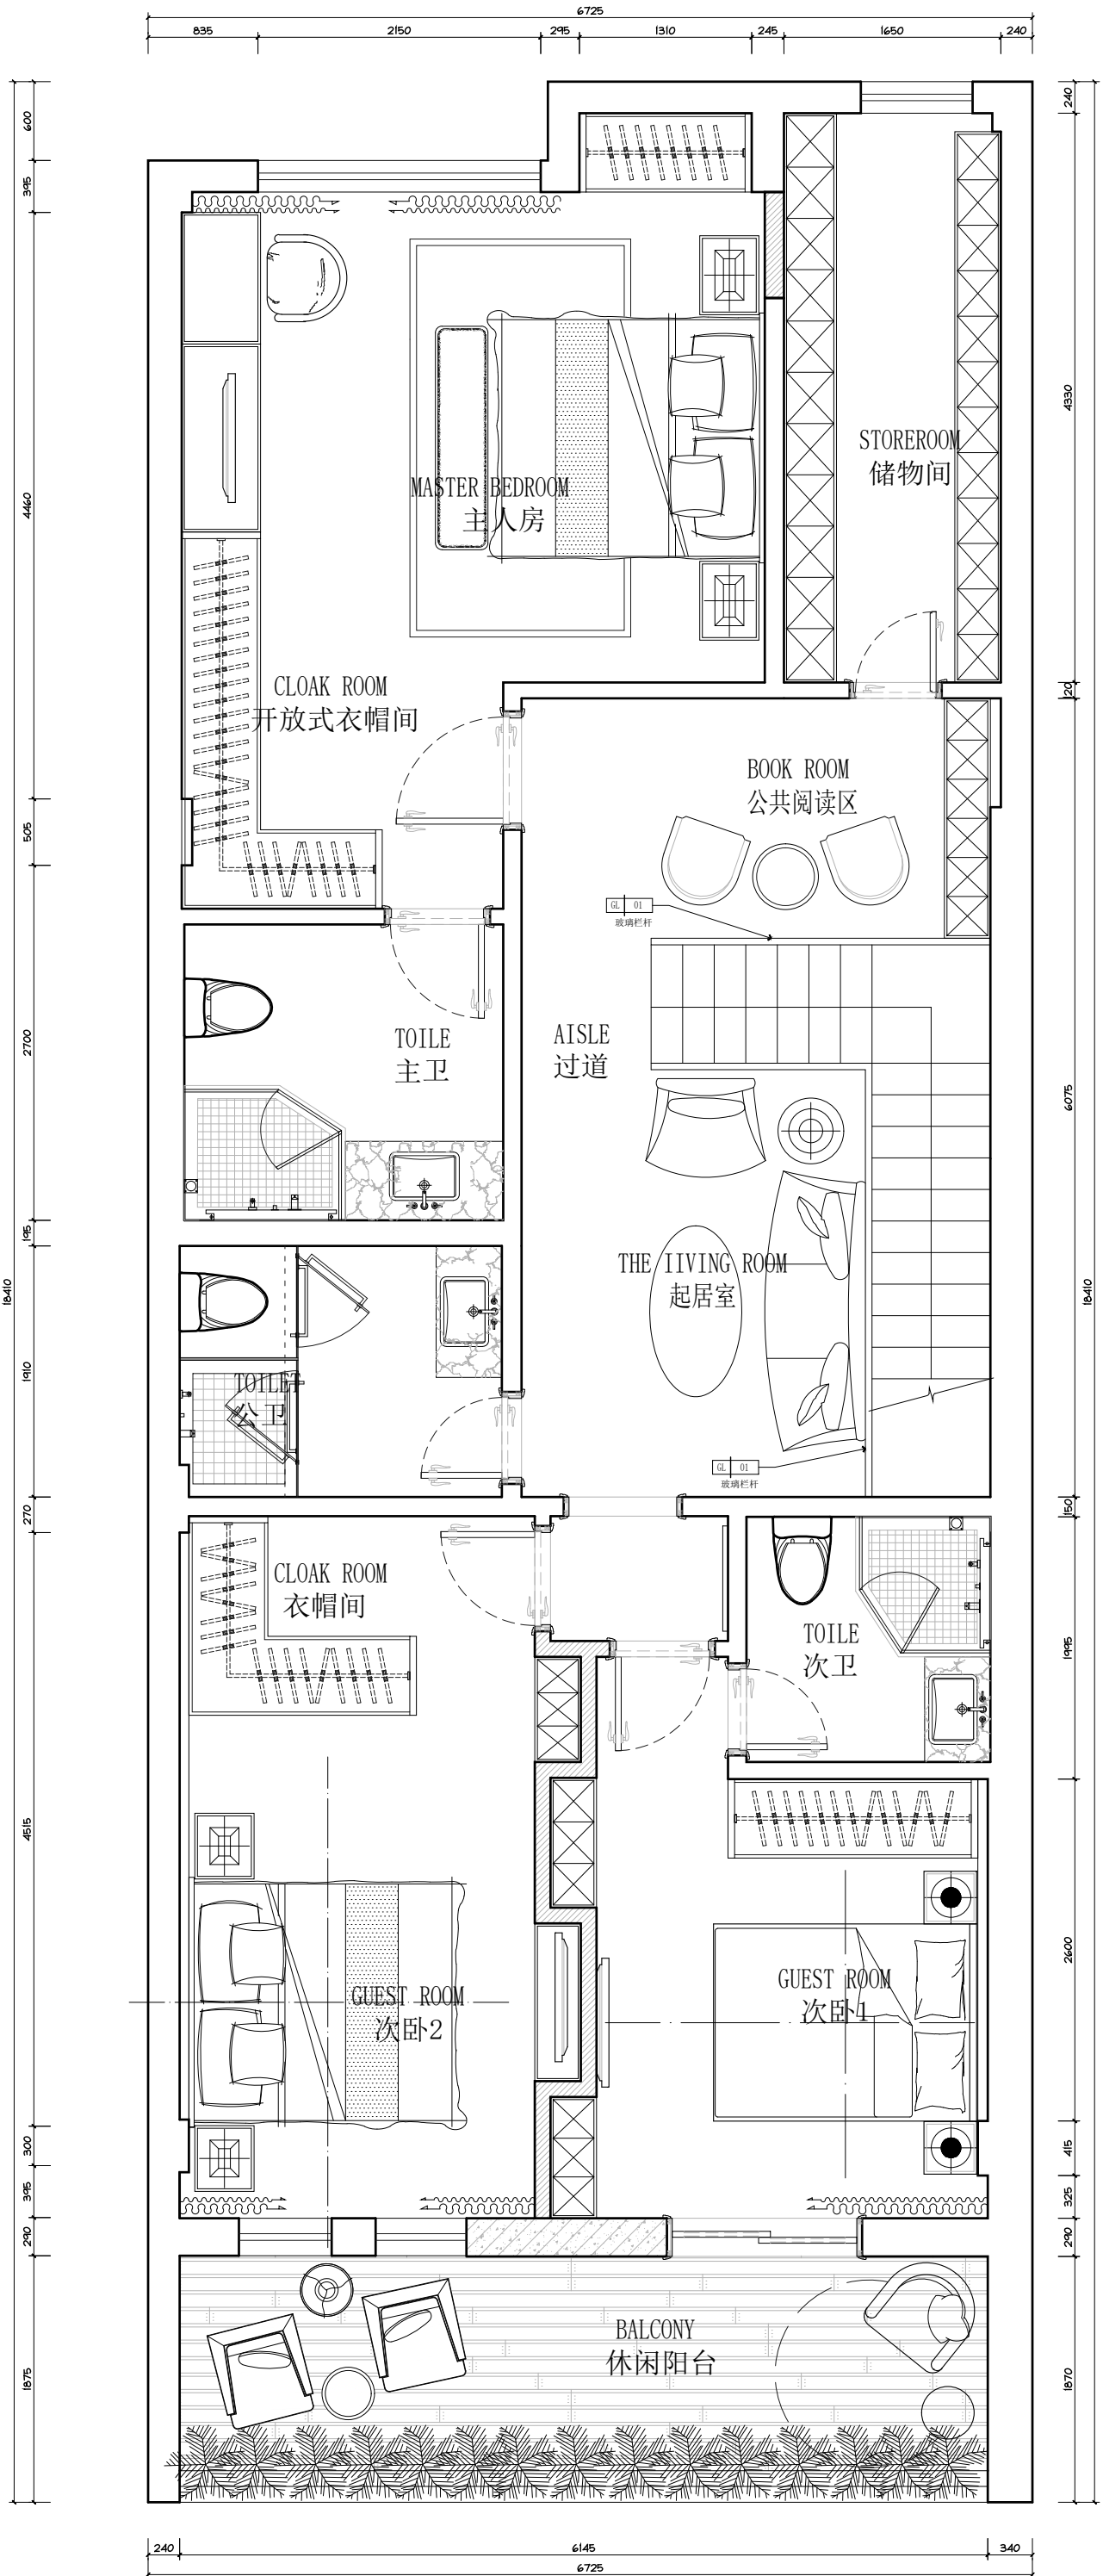 6725
835
2150
295
1310
245
1650
240
600
395
4460
505
2700
195
1910
270
4515
300
395
290
1875
18410
240
4330
120
6075
150
1995
2600
415
325
290
1870
18410
STOREROOM
储物间
MASTER BEDROOM
主人房
CLOAK ROOM
开放式衣帽间
BOOK ROOM
公共阅读区
GL 01
玻璃栏杆
TOILE
主卫
AISLE
过道
THE IIVING ROOM
起居室
TOILET
公卫
GL 01
玻璃栏杆
CLOAK ROOM
衣帽间
TOILE
次卫
GUEST ROOM
次卧1
GUEST ROOM
次卧2
BALCONY
休闲阳台
240
6145
340
6725